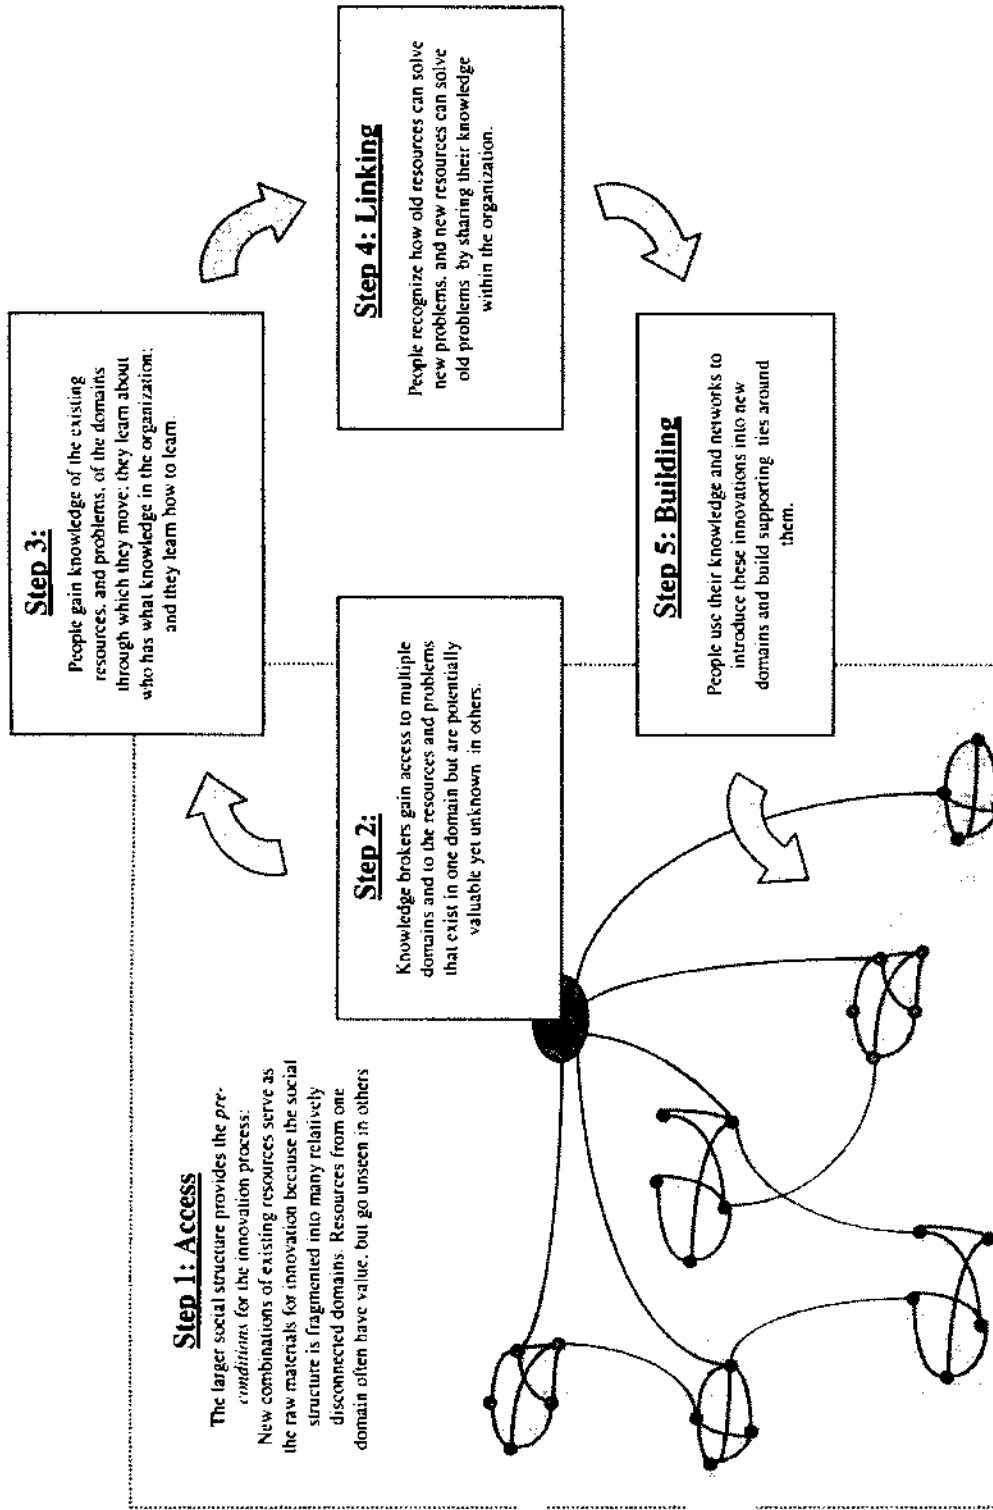 Step 1: Access
The larger social structure provides the pre-
conditions for the innovation process:
New combinations of existing resources serve as
the raw materials for innovation because the social
structure is fragmented into many relatively
disconnected domains. Resources from one
domain often have value, but go unseen in others
Step 2:
Knowledge brokers gain access to multiple
domains and to the resources and problems
that exist in one domain but are potentially
valuable yet unknown in others.
Step 3:
People gain knowledge of the existing
resources, and problems, of the domains
through which they move; they learn about
who has what knowledge in the organization;
and they learn how to learn.
Step 4: Linking
People recognize how old resources can solve
new problems, and new resources can solve
old problems by sharing their knowledge
within the organization.
Step 5: Building
People use their knowledge and networks to
introduce these innovations into new
domains and build supporting ties around
them.